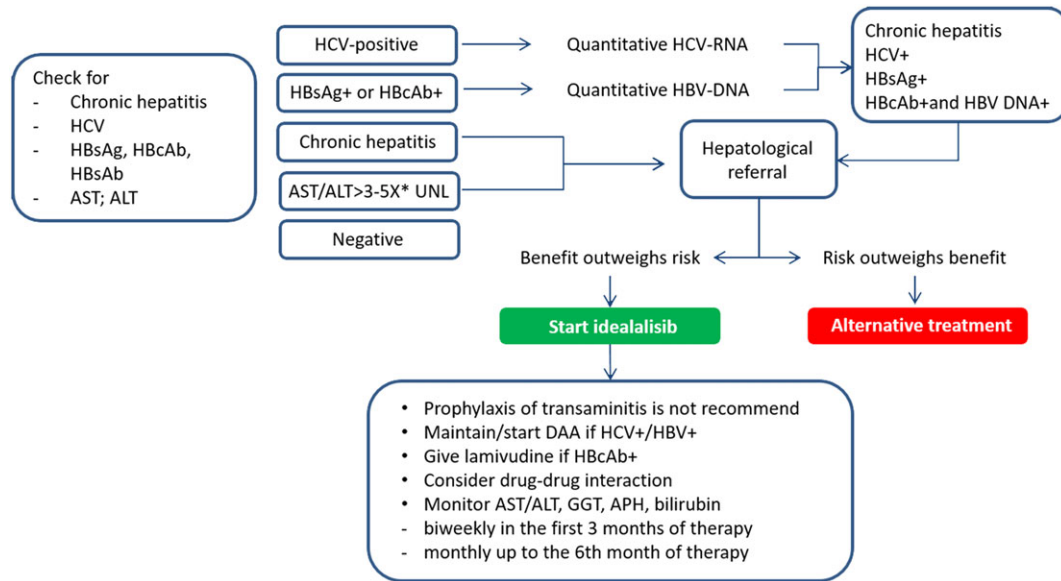 Check for
- Chronic hepatitis
- HCV
- HBsAg, HBcAb,
HBsAb
- AST; ALT
HCV-positive
HBsAg+ or HBcAb+
Chronic hepatitis
AST/ALT>3-5X* UNL
Negative
Quantitative HCV-RNA
Quantitative HBV-DNA
Chronic hepatitis
HCV+
HBsAg+
HBcAb+and HBV DNA+
Hepatological
referral
Benefit outweighs risk
Risk outweighs benefit
Start idealalisib
Alternative treatment
• Prophylaxis of transaminitis is not recommend
• Maintain/start DAA if HCV+/HBV+
• Give lamivudine if HBcAb+
• Consider drug-drug interaction
• Monitor AST/ALT, GGT, APH, bilirubin
- biweekly in the first 3 months of therapy
- monthly up to the 6th month of therapy